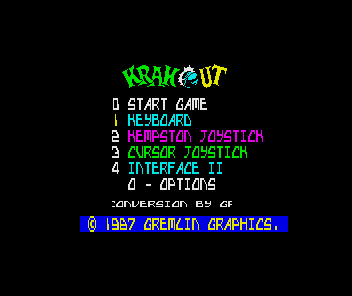 KRAKOUT
0 START GAME
1 KEYBOARD
2 KEMPSTON JOYSTICK
3 CURSOR JOYSTICK
4 INTERFACE II
O - OPTIONS
CONVERSION BY GR
© 1987 GREMLIN GRAPHICS.